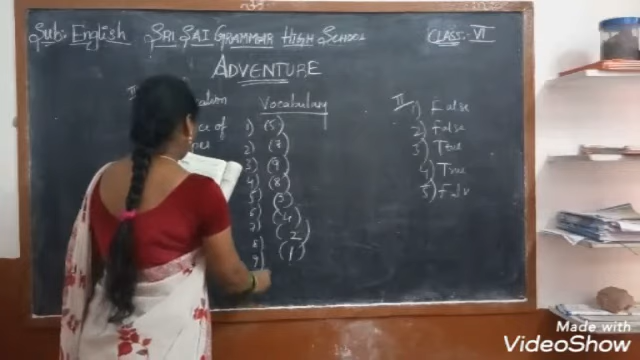 Sub: English SRI SAI GRAMMAR HIGH SCHOOL CLASS: VI
ADVENTURE
Vocabulary
1) (5)
2) (7)
3) (9)
4) (8)
5)
6) (4)
7) (2)
8) (1)
9)
II 1) False
2) False
3) True
4) True
5)
Made with
VideoShow